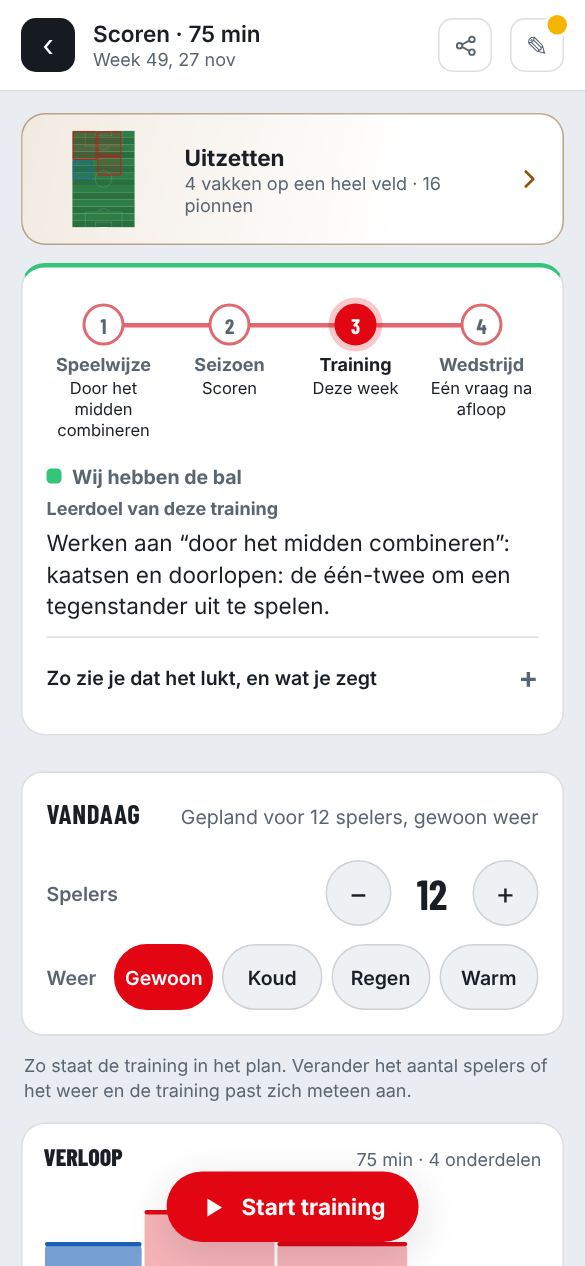 Scoren · 75 min
Week 49, 27 nov
Uitzetten
4 vakken op een heel veld · 16
pionnen
1 2 3 4
Speelwijze Seizoen Training Wedstrijd
Door het Scoren Deze week Eén vraag na
midden afloop
combineren
Wij hebben de bal
Leerdoel van deze training
Werken aan “door het midden combineren”:
kaatsen en doorlopen: de één-twee om een
tegenstander uit te spelen.
Zo zie je dat het lukt, en wat je zegt +
VANDAAG Gepland voor 12 spelers, gewoon weer
Spelers − 12 +
Weer Gewoon Koud Regen Warm
Zo staat de training in het plan. Verander het aantal spelers of
het weer en de training past zich meteen aan.
VERLOOP 75 min · 4 onderdelen
Start training